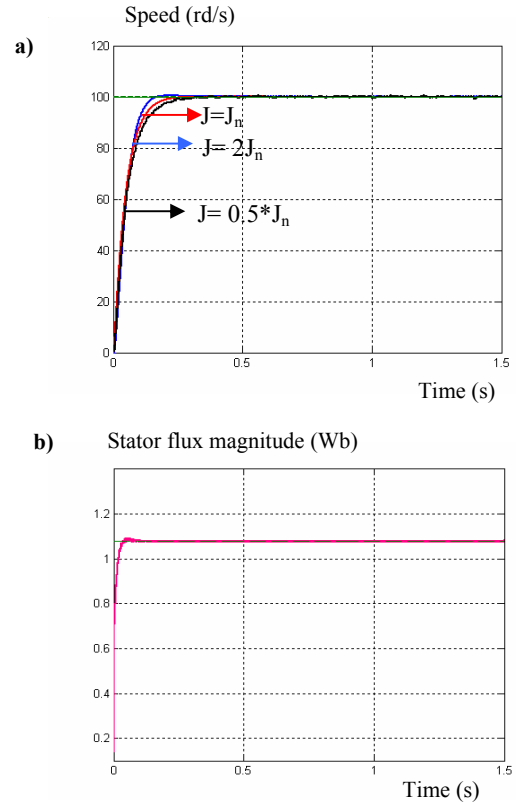 Speed (rd/s)
a)
120
100
80
60
40
20
0
J=Jn
J= 2Jn
J= 0.5*Jn
0 0.5 1 1.5
Time (s)
b) Stator flux magnitude (Wb)
1.2
1
0.8
0.6
0.4
0.2
0 0.5 1 1.5
Time (s)